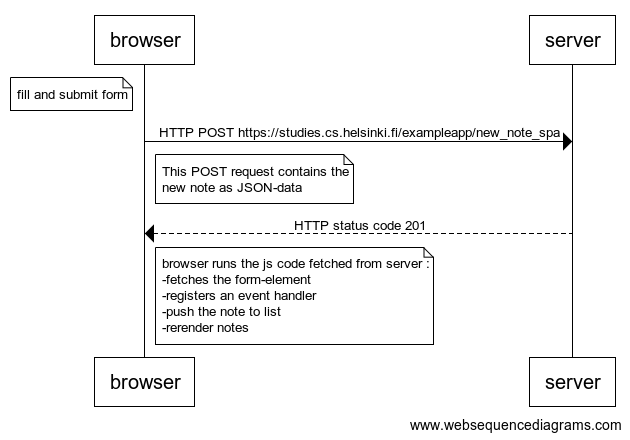 browser
server
fill and submit form
HTTP POST https://studies.cs.helsinki.fi/exampleapp/new_note_spa
This POST request contains the
new note as JSON-data
HTTP status code 201
browser runs the js code fetched from server :
-fetches the form-element
-registers an event handler
-push the note to list
-rerender notes
browser
server
www.websequencediagrams.com